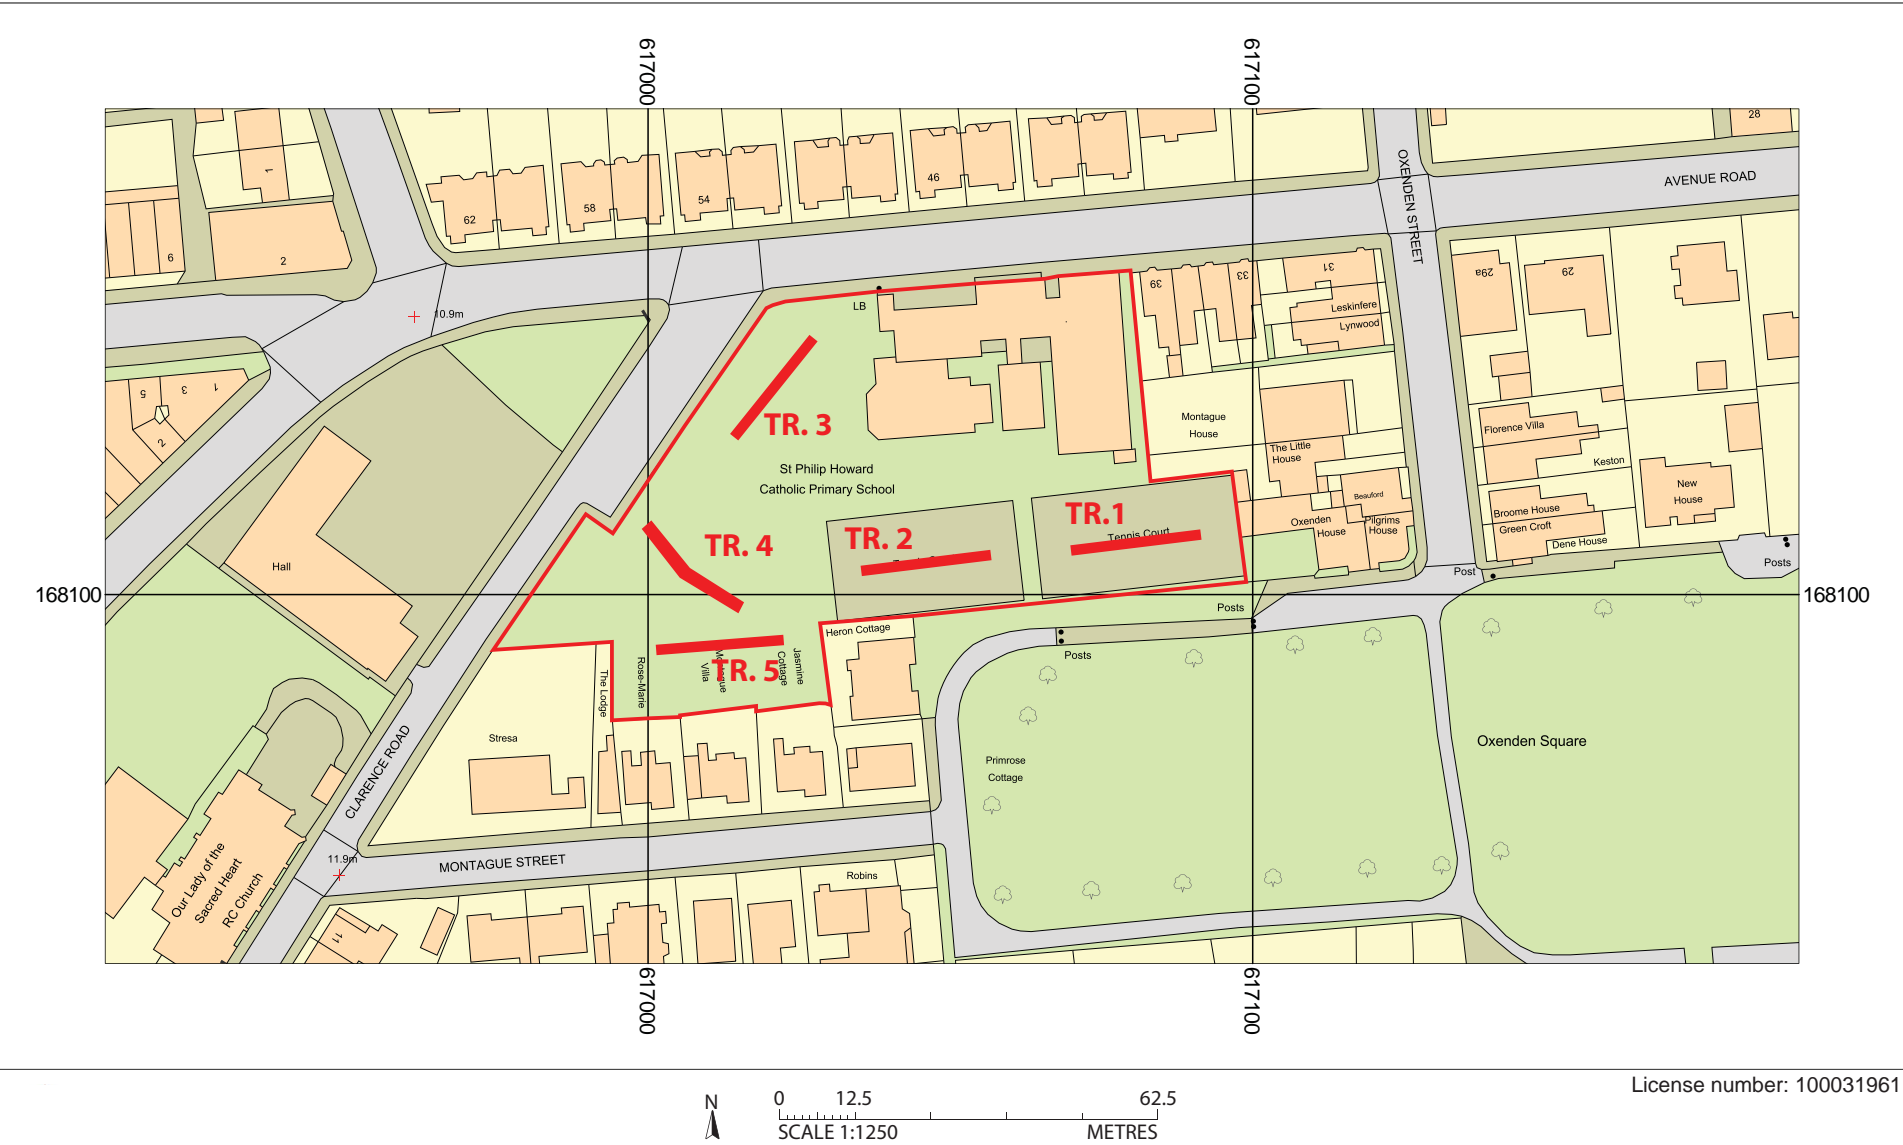 617000
617100
28
1
62
58
54
46
OXENDEN STREET
AVENUE ROAD
6
2
10.9m
LB
39
33
31
Leskinfere
Lynwood
29a
29
5
3
1
2
TR. 3
Montague
House
The Little
House
Florence Villa
Keston
St Philip Howard
Catholic Primary School
New
House
Beauford
Broome House
Green Croft
Dene House
Oxenden
House
Pilgrims
House
TR.1
Tennis Court
TR. 2
TR. 4
Hall
Post
Posts
168100
168100
Posts
Heron Cottage
Posts
The Lodge
Rose-Marie
Villa
TR. 5
Cottage
Jasmine
Stresa
Primrose
Cottage
Oxenden Square
CLARENCE ROAD
11.9m
MONTAGUE STREET
Robins
Our Lady of the
Sacred Heart
RC Church
11
617000
617100
License number: 100031961
N
0 12.5 62.5
SCALE 1:1250 METRES